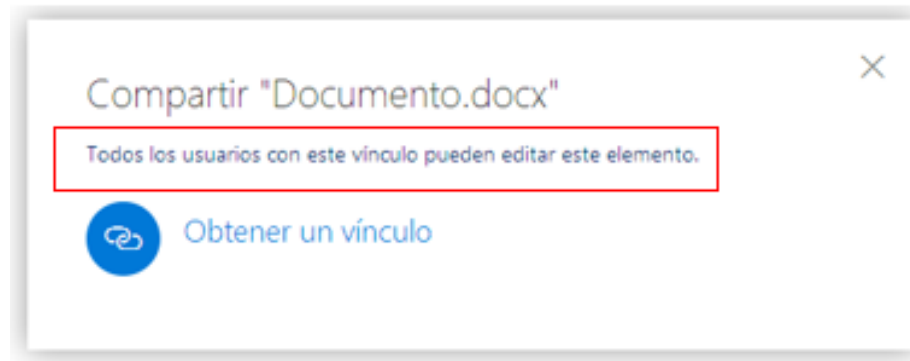 Compartir "Documento.docx"
Todos los usuarios con este vínculo pueden editar este elemento.
Obtener un vínculo